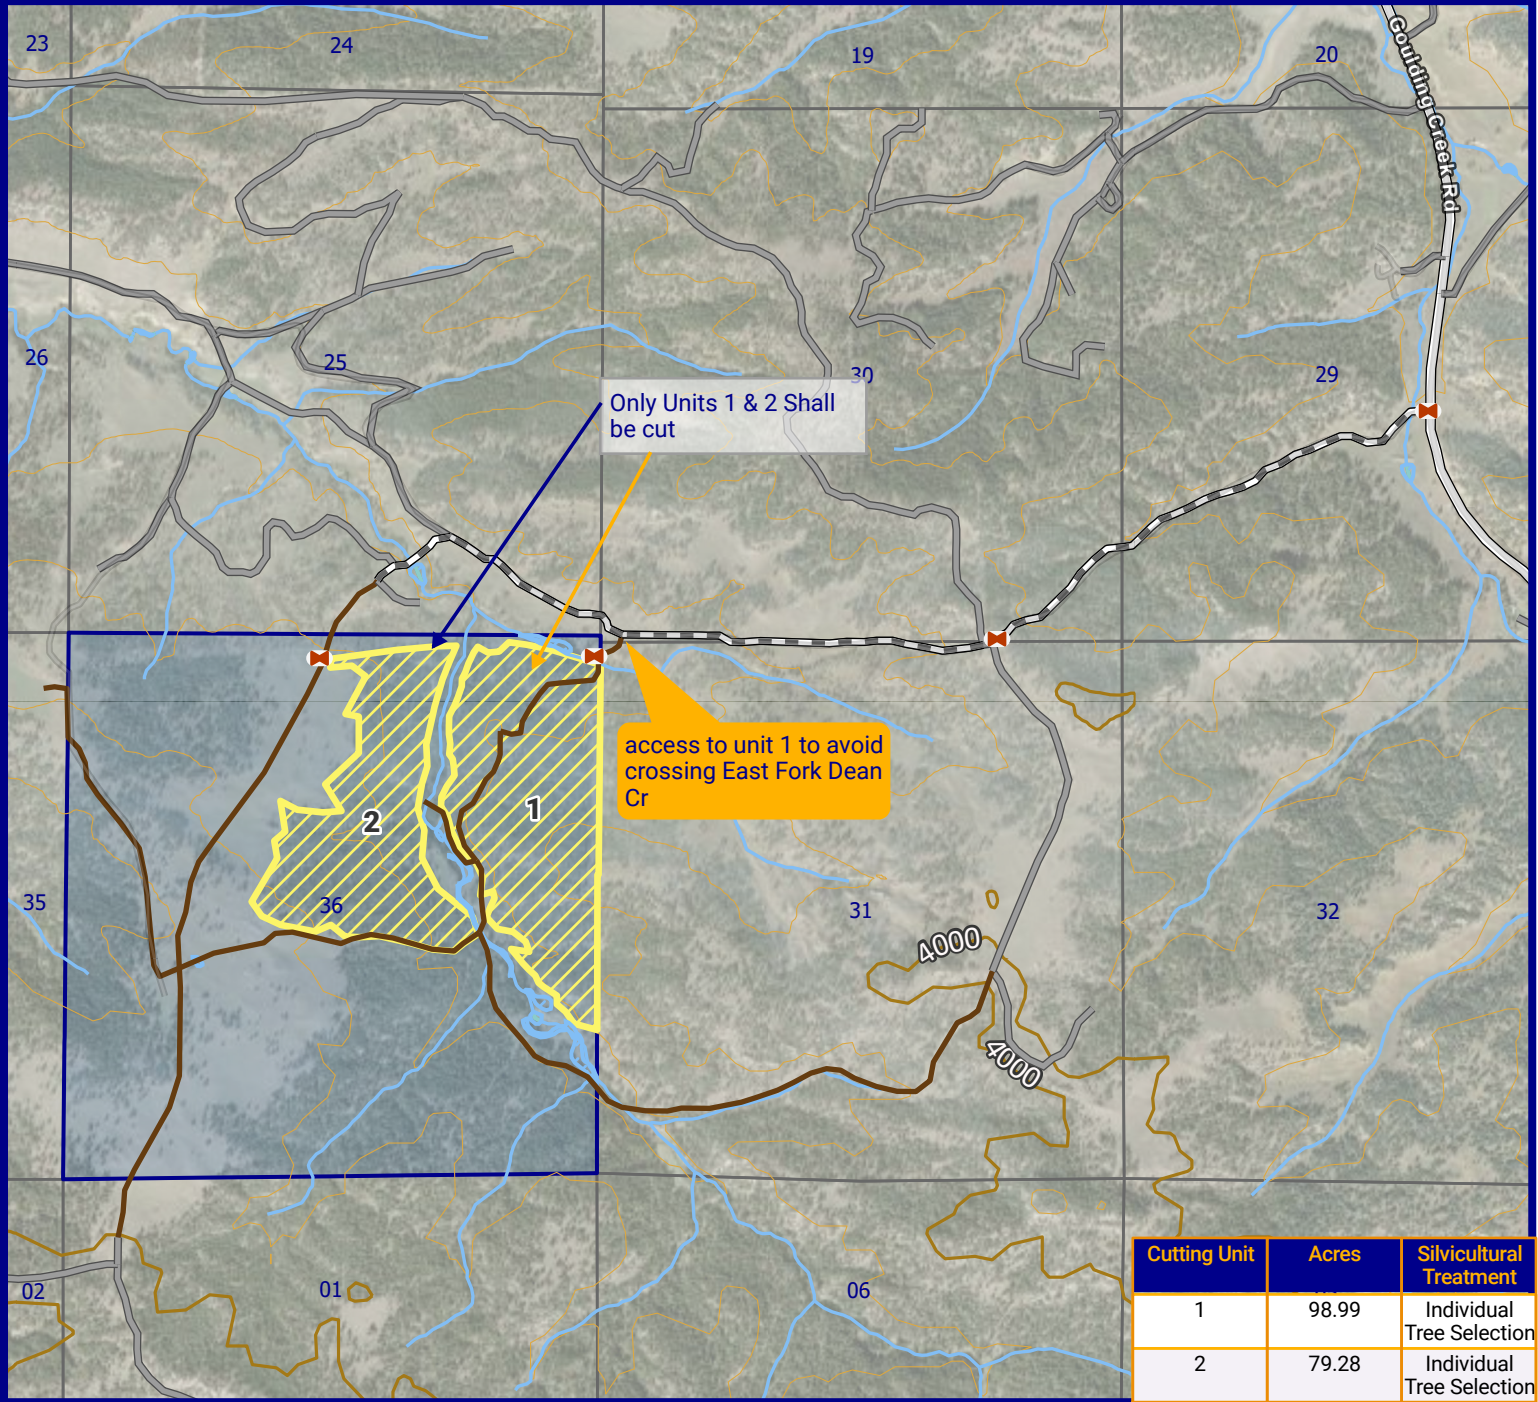 23
24
19
20
Goulding Creek Rd
26
25
30
29
Only Units 1 & 2 Shall
be cut
access to unit 1 to avoid
crossing East Fork Dean
Cr
2
1
35
36
31
32
4000
4000
02
01
06
Cutting Unit Acres Silvicultural
Treatment
1 98.99 Individual
Tree Selection
2 79.28 Individual
Tree Selection